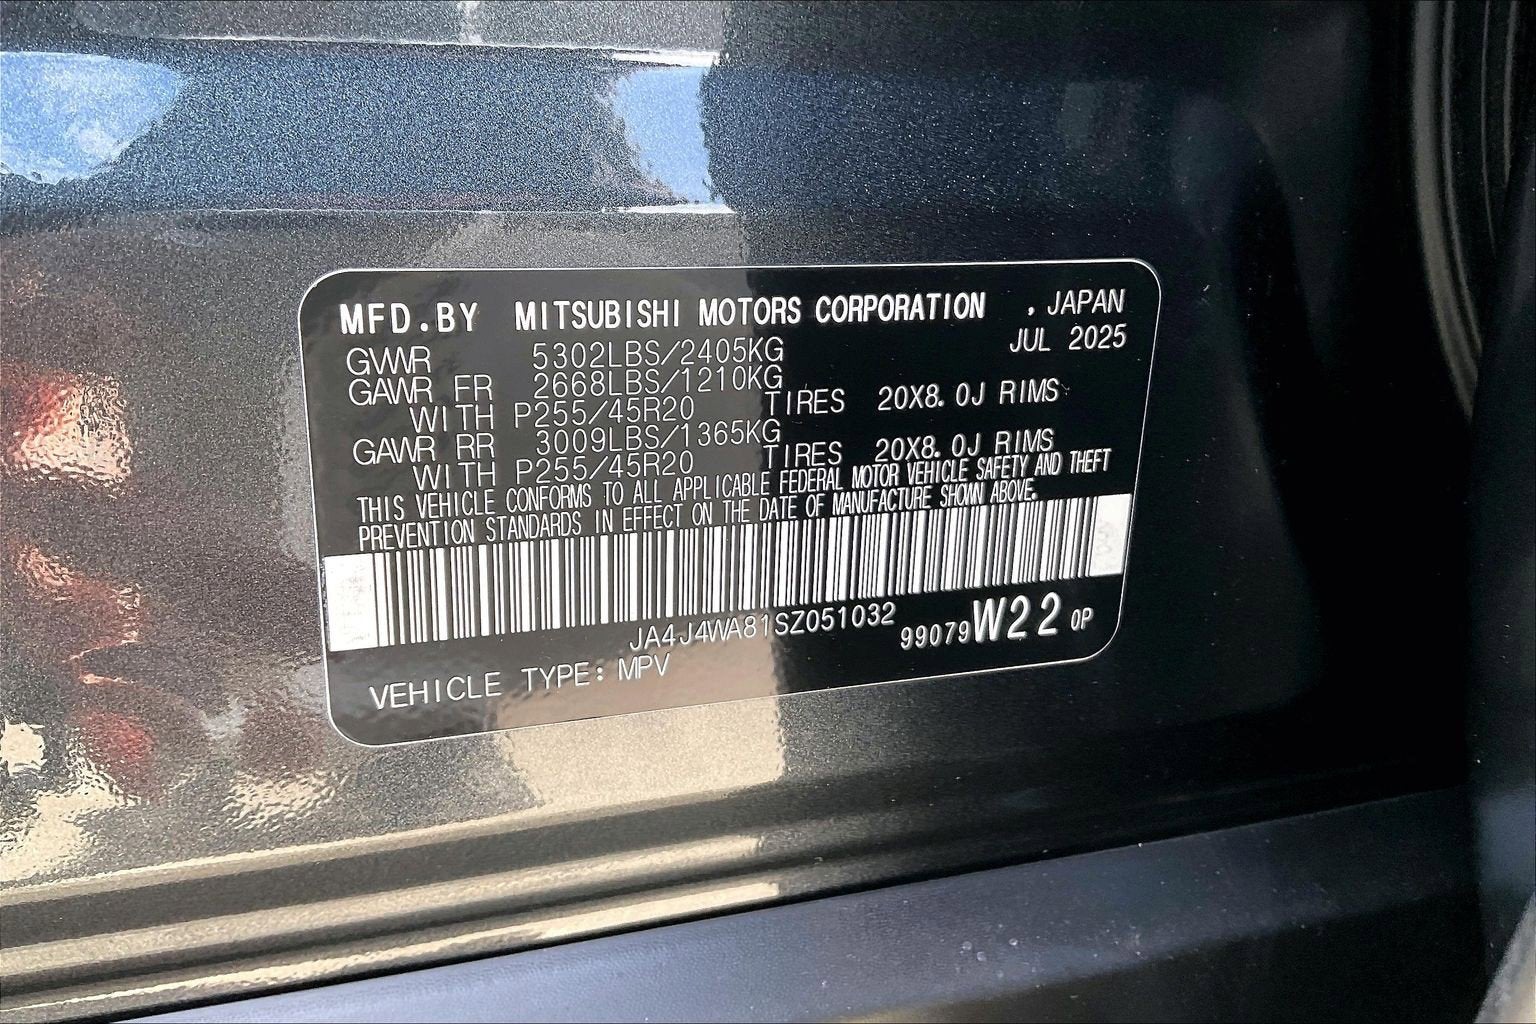 MFD.BY MITSUBISHI MOTORS CORPORATION , JAPAN
JUL 2025
GVWR 5302LBS/2405KG
GAWR FR 2668LBS/1210KG
WITH P255/45R20 TIRES 20X8.0J RIMS
GAWR RR 3009LBS/1365KG
WITH P255/45R20 TIRES 20X8.0J RIMS
THIS VEHICLE CONFORMS TO ALL APPLICABLE FEDERAL MOTOR VEHICLE SAFETY AND THEFT
PREVENTION STANDARDS IN EFFECT ON THE DATE OF MANUFACTURE SHOWN ABOVE.
JA4J4WA81SZ051032
99079W22 0P
VEHICLE TYPE: MPV